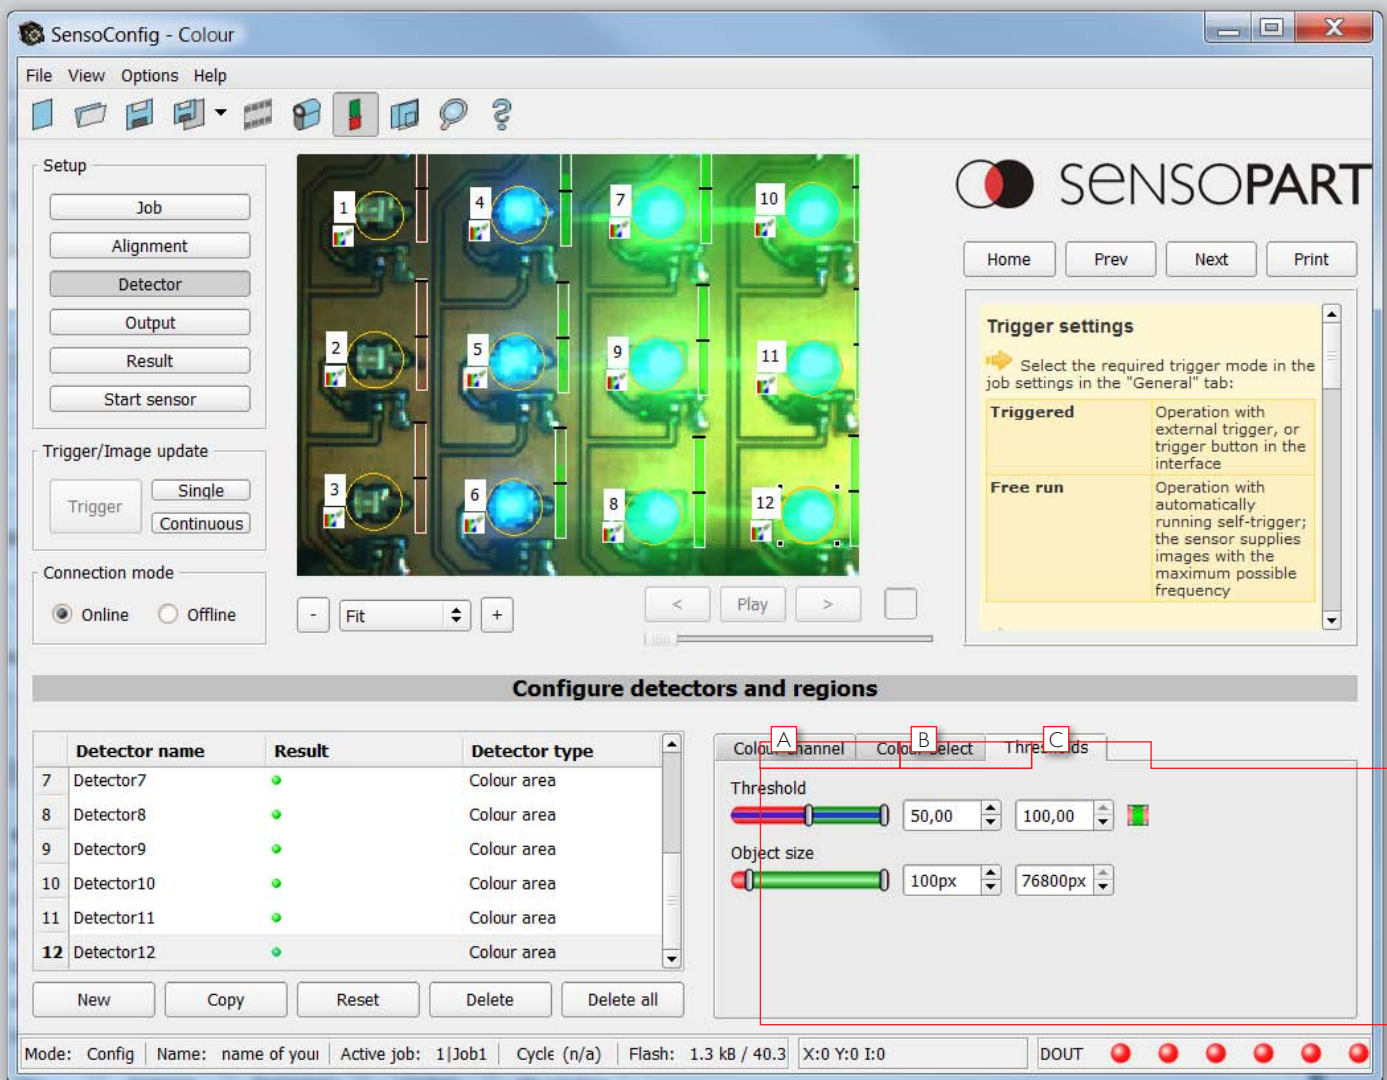 SensoConfig - Colour
File View Options Help
Setup
Job
Alignment
Detector
Output
Result
Start sensor
Trigger/Image update
Trigger
Single
Continuous
Connection mode
Online Offline
1
4
7
10
2
5
9
11
3
6
8
12
- Fit +
< Play >
SENSOPART
Home Prev Next Print
Trigger settings
Select the required trigger mode in the
job settings in the "General" tab:
Triggered
Operation with
external trigger, or
trigger button in the
interface
Free run
Operation with
automatically
running self-trigger;
the sensor supplies
images with the
maximum possible
frequency
Configure detectors and regions
Detector name Result Detector type
7 Detector7 Colour area
8 Detector8 Colour area
9 Detector9 Colour area
10 Detector10 Colour area
11 Detector11 Colour area
12 Detector12 Colour area
New Copy Reset Delete Delete all
A B C
Colour channel Colour select Thresholds
Threshold
50,00 100,00
Object size
100px 76800px
Mode: Config Name: name of your Active job: 1|Job1 Cycle (n/a) Flash: 1.3 kB / 40.3 X:0 Y:0 I:0 DOUT